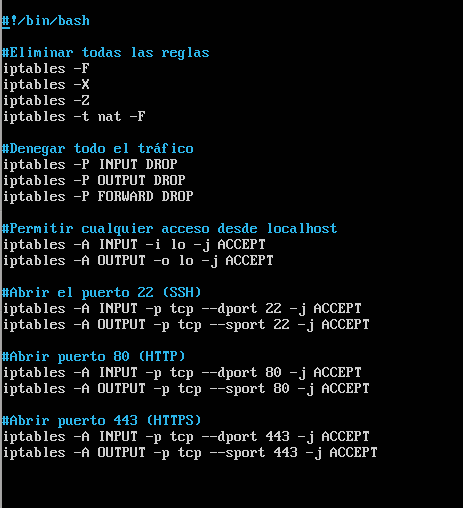 #!/bin/bash
#Eliminar todas las reglas
iptables -F
iptables -X
iptables -Z
iptables -t nat -F
#Denegar todo el tráfico
iptables -P INPUT DROP
iptables -P OUTPUT DROP
iptables -P FORWARD DROP
#Permitir cualquier acceso desde localhost
iptables -A INPUT -i lo -j ACCEPT
iptables -A OUTPUT -o lo -j ACCEPT
#Abrir el puerto 22 (SSH)
iptables -A INPUT -p tcp --dport 22 -j ACCEPT
iptables -A OUTPUT -p tcp --sport 22 -j ACCEPT
#Abrir puerto 80 (HTTP)
iptables -A INPUT -p tcp --dport 80 -j ACCEPT
iptables -A OUTPUT -p tcp --sport 80 -j ACCEPT
#Abrir puerto 443 (HTTPS)
iptables -A INPUT -p tcp --dport 443 -j ACCEPT
iptables -A OUTPUT -p tcp --sport 443 -j ACCEPT